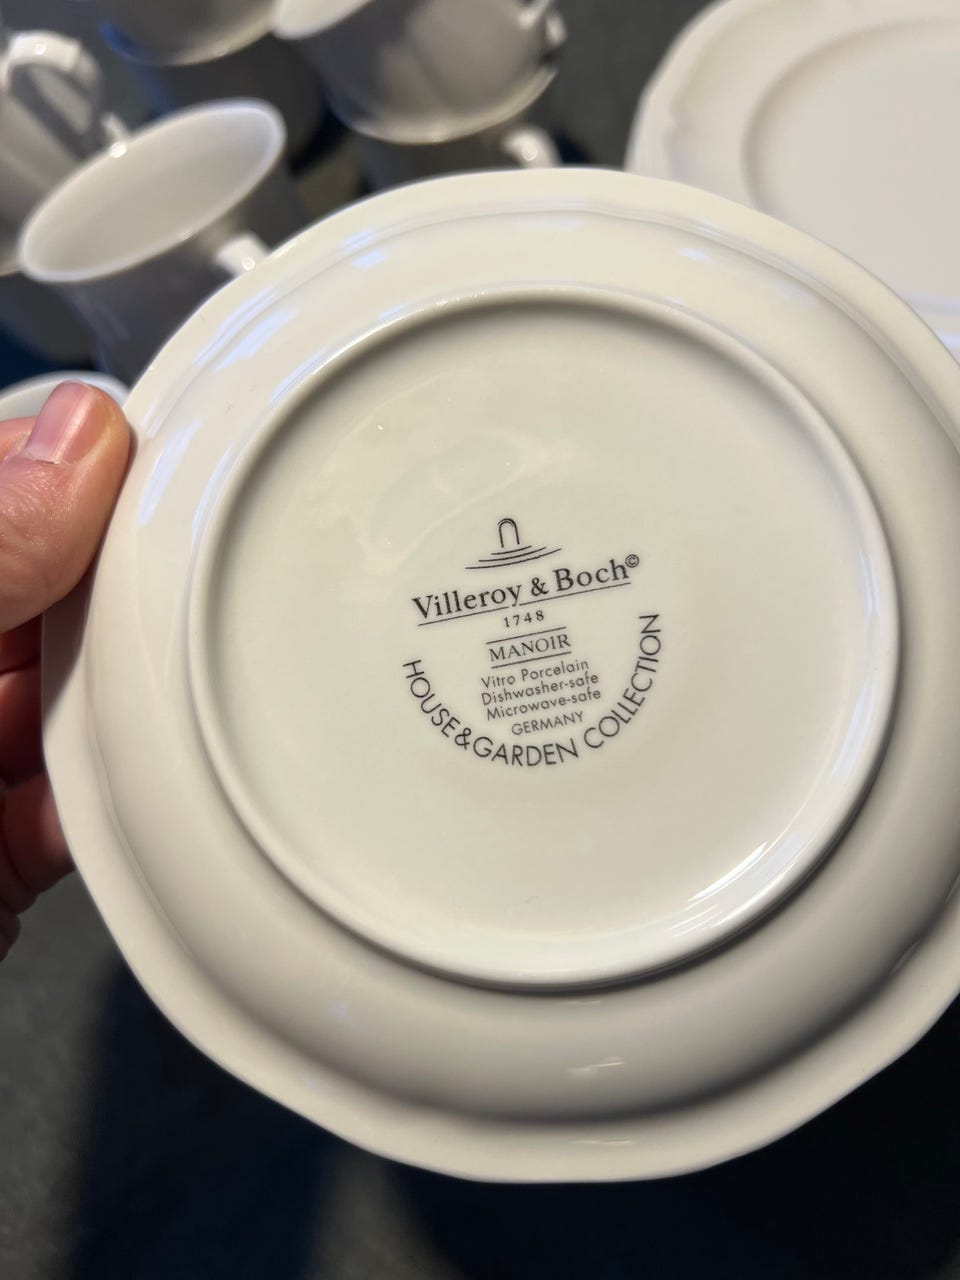 Villeroy & Boch©
1748
MANOIR
Vitro Porcelain
Dishwasher-safe
Microwave-safe
GERMANY
HOUSE&GARDEN COLLECTION